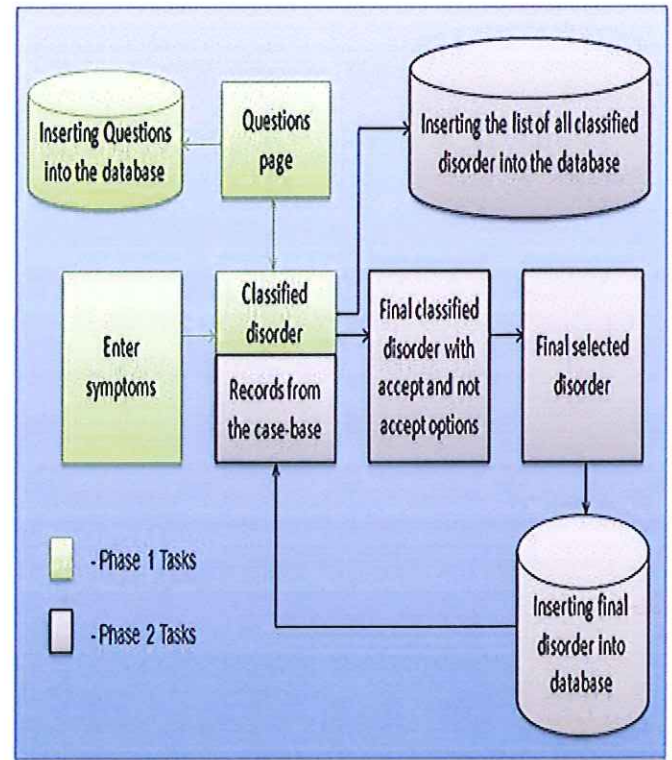 Inserting Questions
into the database
Questions
page
Inserting the list of all classified
disorder into the database
Enter
symptoms
Classified
disorder
Records from
the case-base
Final classified
disorder with
accept and not
accept options
Final selected
disorder
- Phase 1 Tasks
- Phase 2 Tasks
Inserting final
disorder into
database